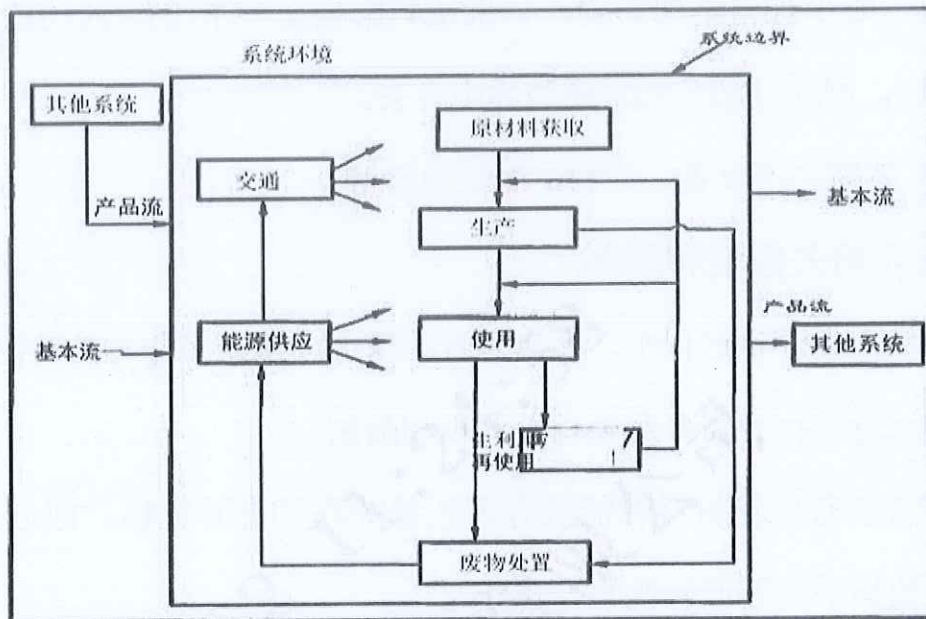 系统环境
系统边界
其他系统
原材料获取
交通
产品流
基本流
生产
产品流
基本流
能源供应
使用
其他系统
再使用
废物处置